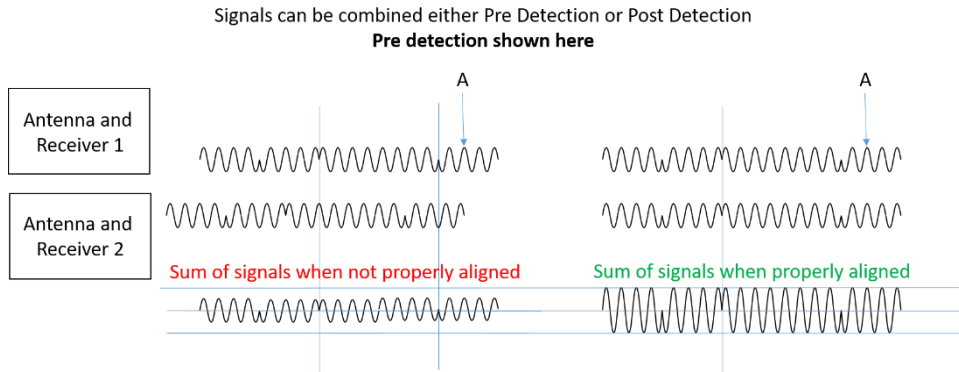 Signals can be combined either Pre Detection or Post Detection
Pre detection shown here
A
A
Antenna and
Receiver 1
Antenna and
Receiver 2
Sum of signals when not properly aligned
Sum of signals when properly aligned